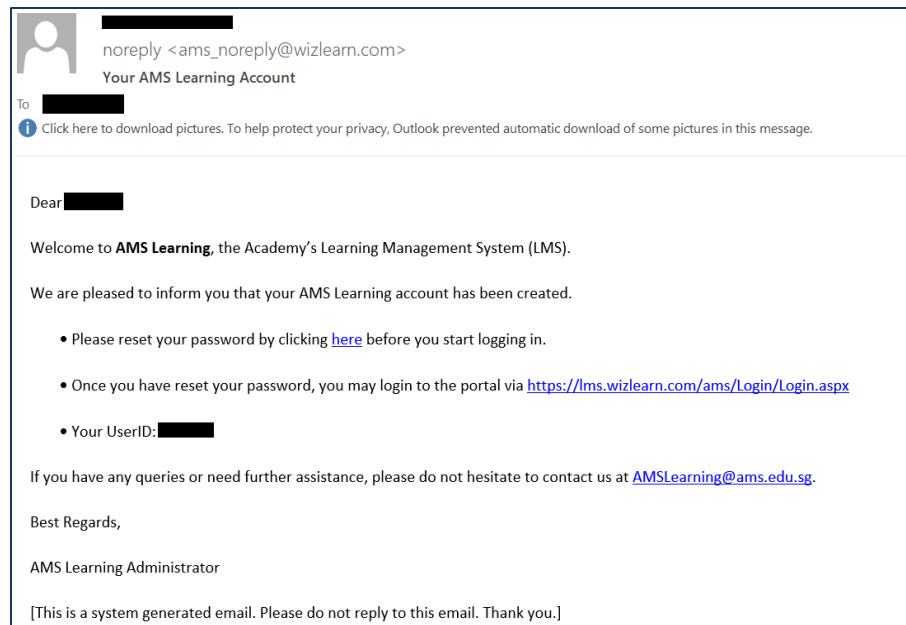 noreply <ams_noreply@wizlearn.com>
Your AMS Learning Account
To
Click here to download pictures. To help protect your privacy, Outlook prevented automatic download of some pictures in this message.
Dear
Welcome to AMS Learning, the Academy's Learning Management System (LMS).
We are pleased to inform you that your AMS Learning account has been created.
• Please reset your password by clicking here before you start logging in.
• Once you have reset your password, you may login to the portal via https://lms.wizlearn.com/ams/Login/Login.aspx
• Your UserID:
If you have any queries or need further assistance, please do not hesitate to contact us at AMSLearning@ams.edu.sg.
Best Regards,
AMS Learning Administrator
[This is a system generated email. Please do not reply to this email. Thank you.]